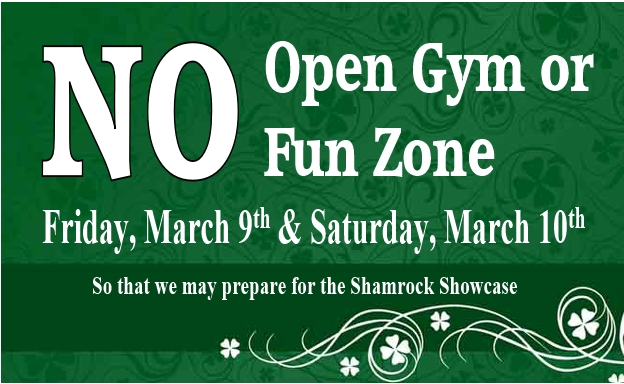 NO Open Gym or
Fun Zone
Friday, March 9th & Saturday, March 10th
So that we may prepare for the Shamrock Showcase